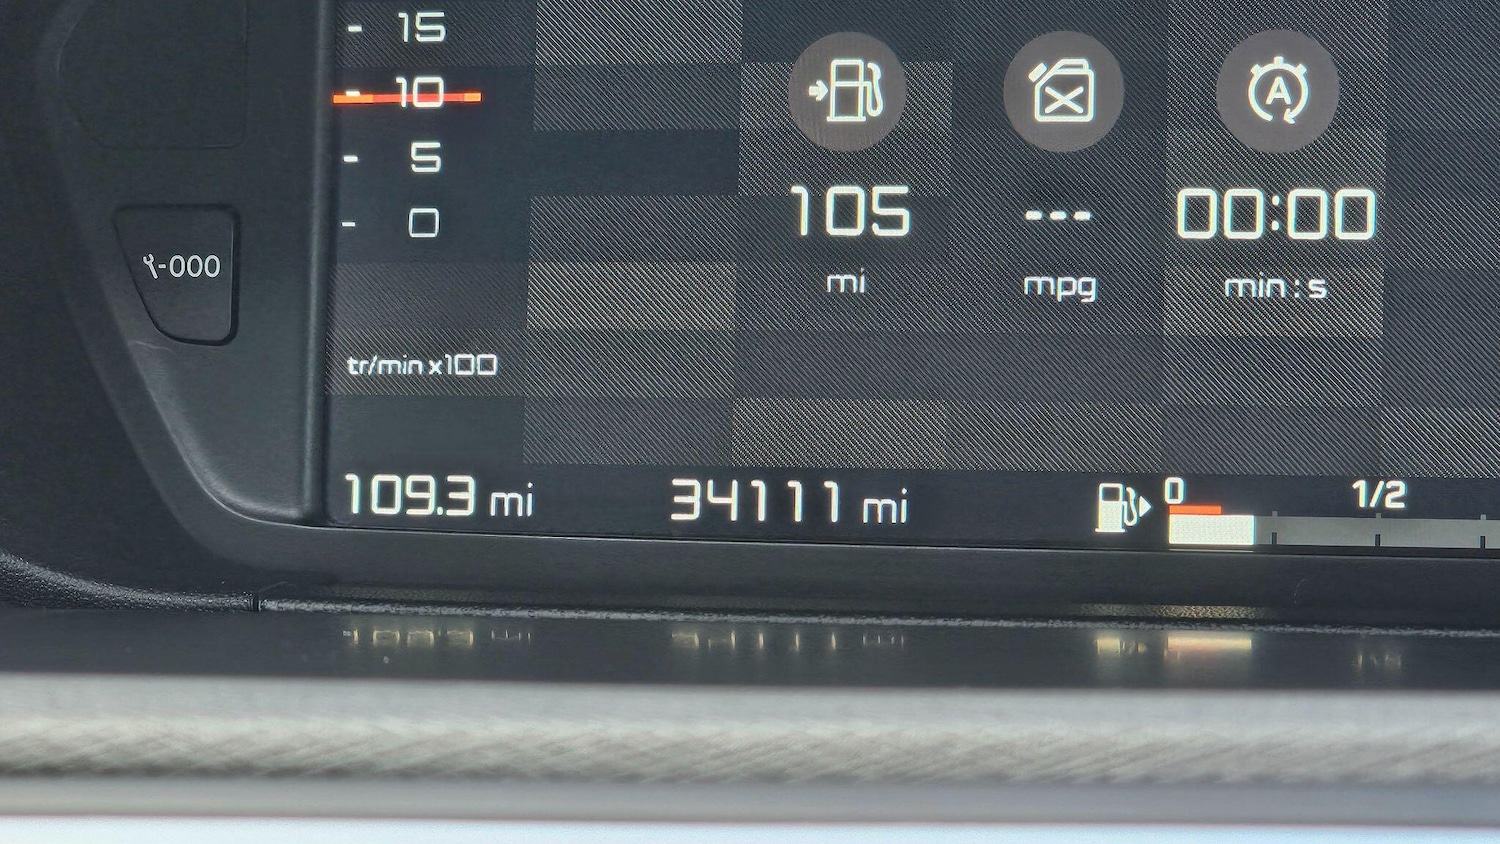 - 15
- 10
- 5
- 0
-000
tr/min x100
A
105
mi
---
mpg
00:00
min:s
109.3 mi
34111 mi
0
1/2